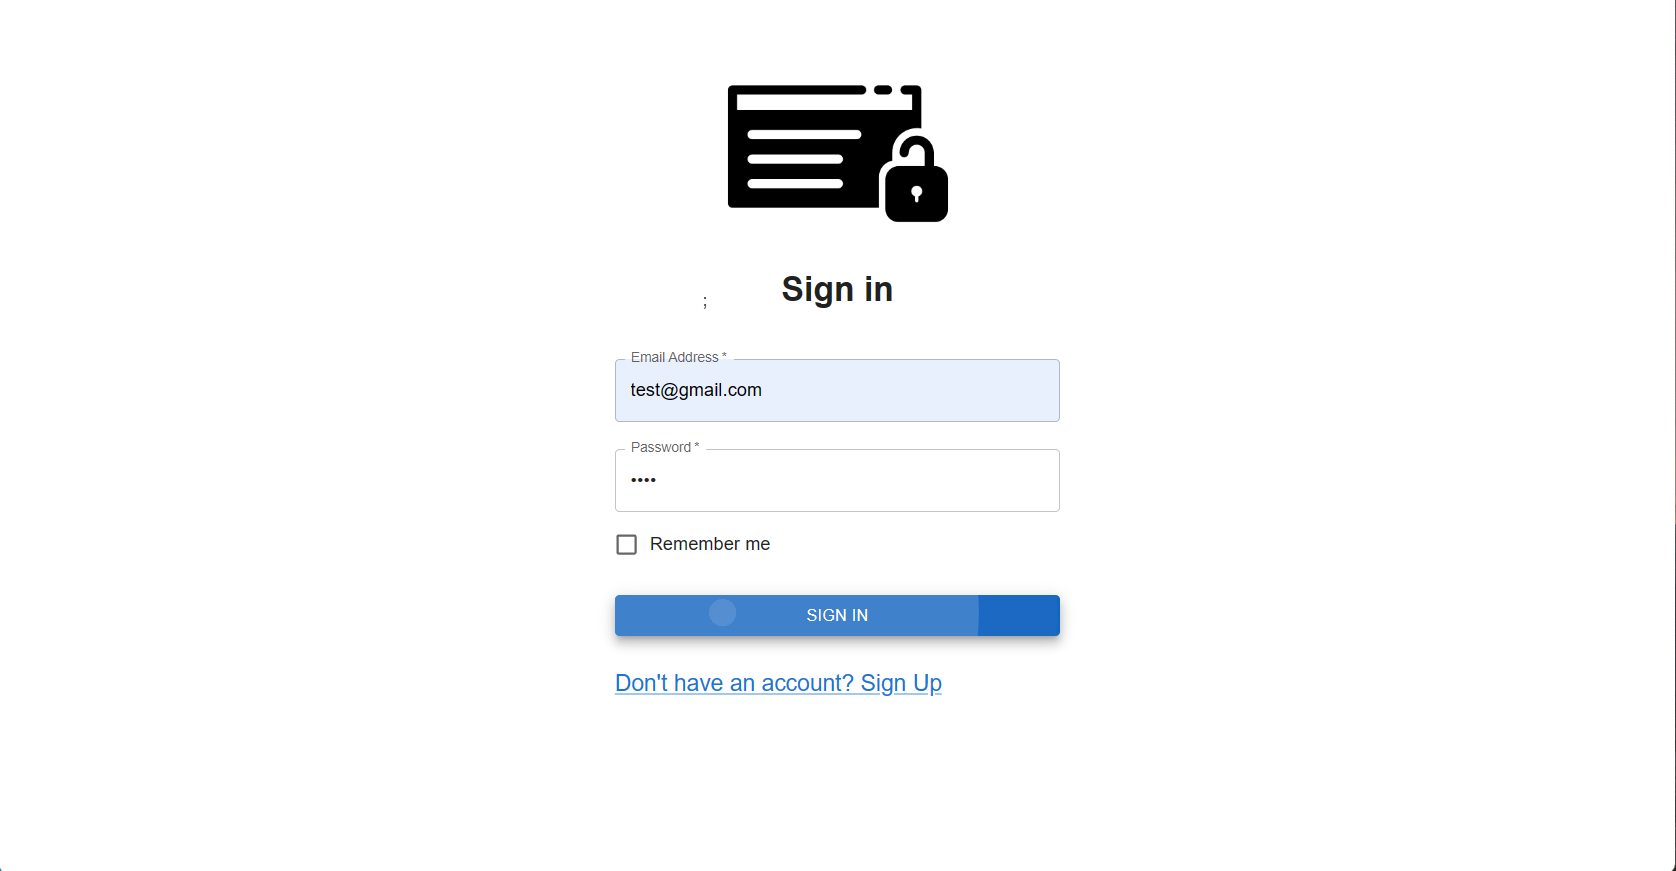 Sign in
;
Email Address *
test@gmail.com
Password *
••••
Remember me
SIGN IN
Don't have an account? Sign Up